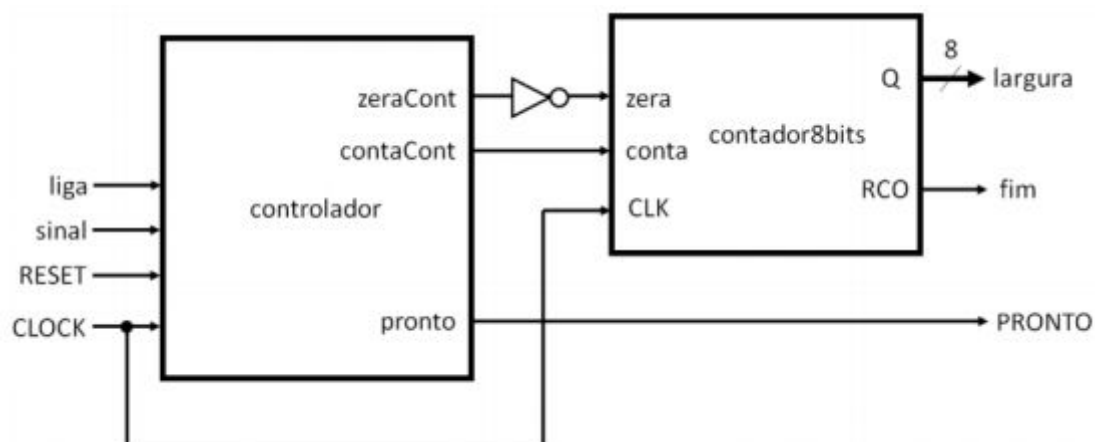 8
zeraCont
zera
Q
largura
contaCont
conta
contador8bits
liga
controlador
CLK
RCO
fim
sinal
RESET
CLOCK
pronto
PRONTO